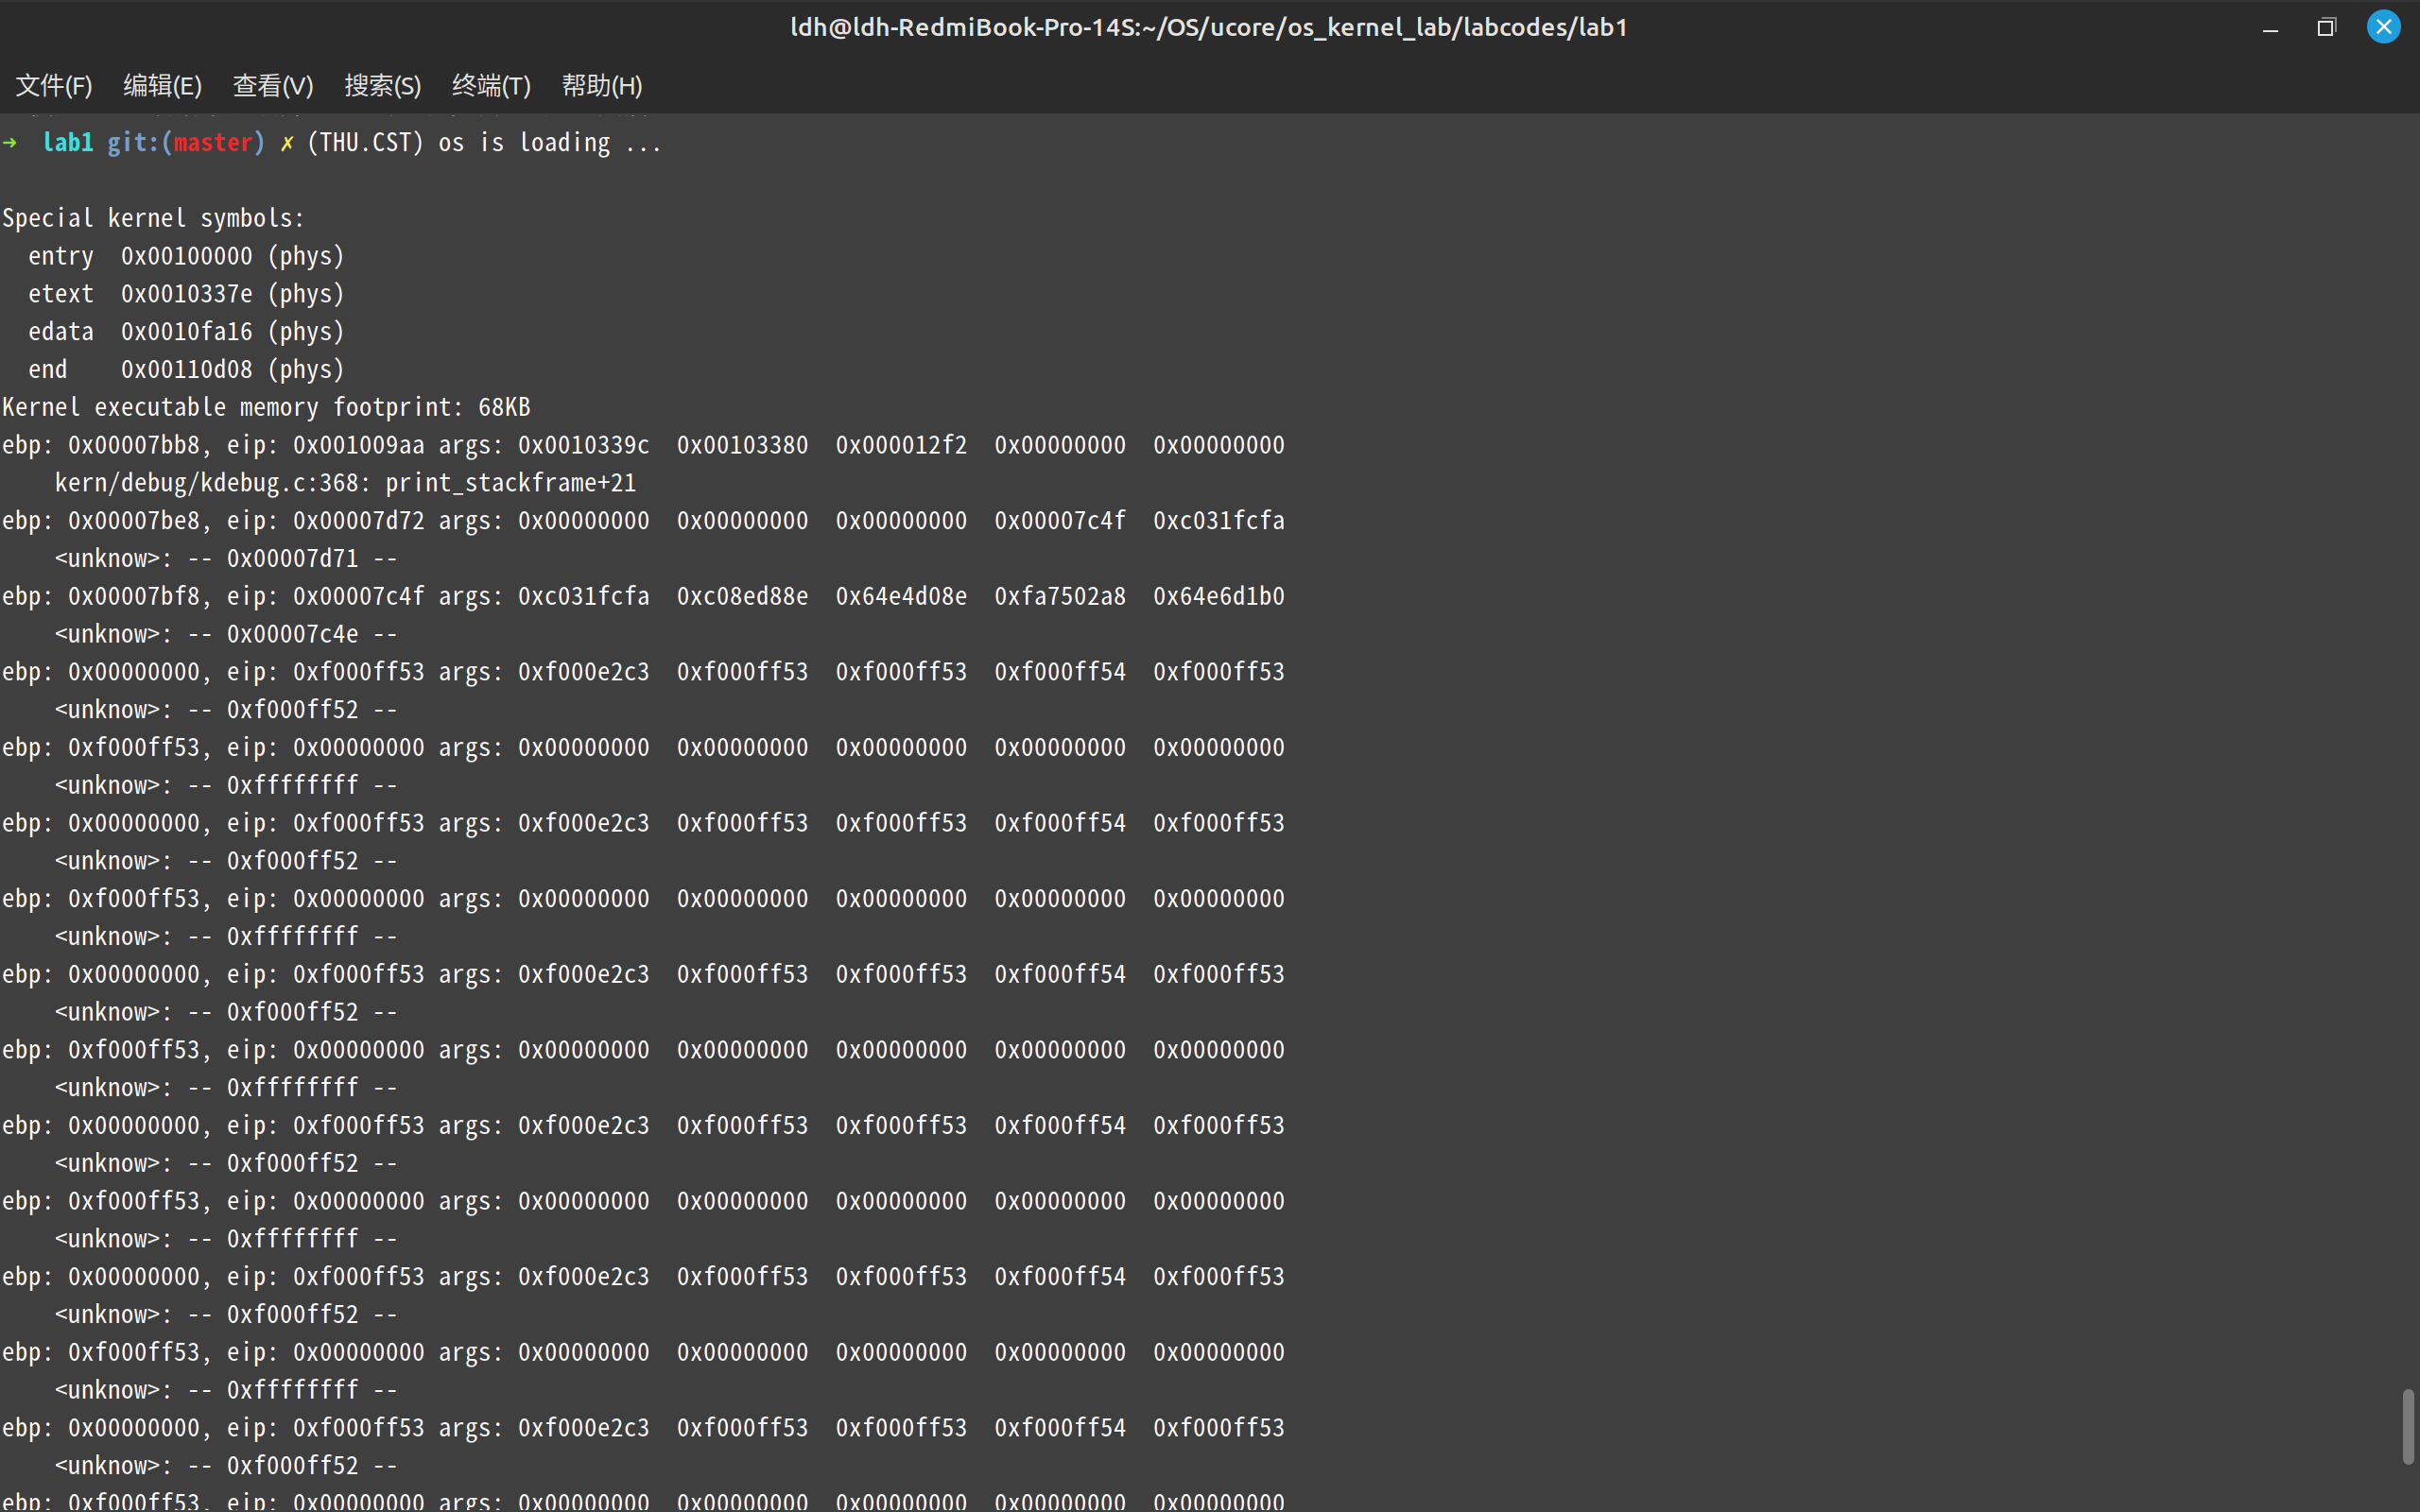 ldh@ldh-RedmiBook-Pro-14S:~/OS/ucore/os_kernel_lab/labcodes/lab1
文件(F) 编辑(E) 查看(V) 搜索(S) 终端(T) 帮助(H)
→ lab1 git:(master) ✗ (THU.CST) os is loading ...
Special kernel symbols:
  entry  0x00100000 (phys)
  etext  0x0010337e (phys)
  edata  0x0010fa16 (phys)
  end    0x00110d08 (phys)
Kernel executable memory footprint: 68KB
ebp: 0x00007bb8, eip: 0x001009aa args: 0x0010339c  0x00103380  0x000012f2  0x00000000  0x00000000
    kern/debug/kdebug.c:368: print_stackframe+21
ebp: 0x00007be8, eip: 0x00007d72 args: 0x00000000  0x00000000  0x00000000  0x00007c4f  0xc031fcfa
    <unknow>: -- 0x00007d71 --
ebp: 0x00007bf8, eip: 0x00007c4f args: 0xc031fcfa  0xc08ed88e  0x64e4d08e  0xfa7502a8  0x64e6d1b0
    <unknow>: -- 0x00007c4e --
ebp: 0x00000000, eip: 0xf000ff53 args: 0xf000e2c3  0xf000ff53  0xf000ff53  0xf000ff54  0xf000ff53
    <unknow>: -- 0xf000ff52 --
ebp: 0xf000ff53, eip: 0x00000000 args: 0x00000000  0x00000000  0x00000000  0x00000000  0x00000000
    <unknow>: -- 0xffffffff --
ebp: 0x00000000, eip: 0xf000ff53 args: 0xf000e2c3  0xf000ff53  0xf000ff53  0xf000ff54  0xf000ff53
    <unknow>: -- 0xf000ff52 --
ebp: 0xf000ff53, eip: 0x00000000 args: 0x00000000  0x00000000  0x00000000  0x00000000  0x00000000
    <unknow>: -- 0xffffffff --
ebp: 0x00000000, eip: 0xf000ff53 args: 0xf000e2c3  0xf000ff53  0xf000ff53  0xf000ff54  0xf000ff53
    <unknow>: -- 0xf000ff52 --
ebp: 0xf000ff53, eip: 0x00000000 args: 0x00000000  0x00000000  0x00000000  0x00000000  0x00000000
    <unknow>: -- 0xffffffff --
ebp: 0x00000000, eip: 0xf000ff53 args: 0xf000e2c3  0xf000ff53  0xf000ff53  0xf000ff54  0xf000ff53
    <unknow>: -- 0xf000ff52 --
ebp: 0xf000ff53, eip: 0x00000000 args: 0x00000000  0x00000000  0x00000000  0x00000000  0x00000000
    <unknow>: -- 0xffffffff --
ebp: 0x00000000, eip: 0xf000ff53 args: 0xf000e2c3  0xf000ff53  0xf000ff53  0xf000ff54  0xf000ff53
    <unknow>: -- 0xf000ff52 --
ebp: 0xf000ff53, eip: 0x00000000 args: 0x00000000  0x00000000  0x00000000  0x00000000  0x00000000
    <unknow>: -- 0xffffffff --
ebp: 0x00000000, eip: 0xf000ff53 args: 0xf000e2c3  0xf000ff53  0xf000ff53  0xf000ff54  0xf000ff53
    <unknow>: -- 0xf000ff52 --
ebp: 0xf000ff53, eip: 0x00000000 args: 0x00000000  0x00000000  0x00000000  0x00000000  0x00000000